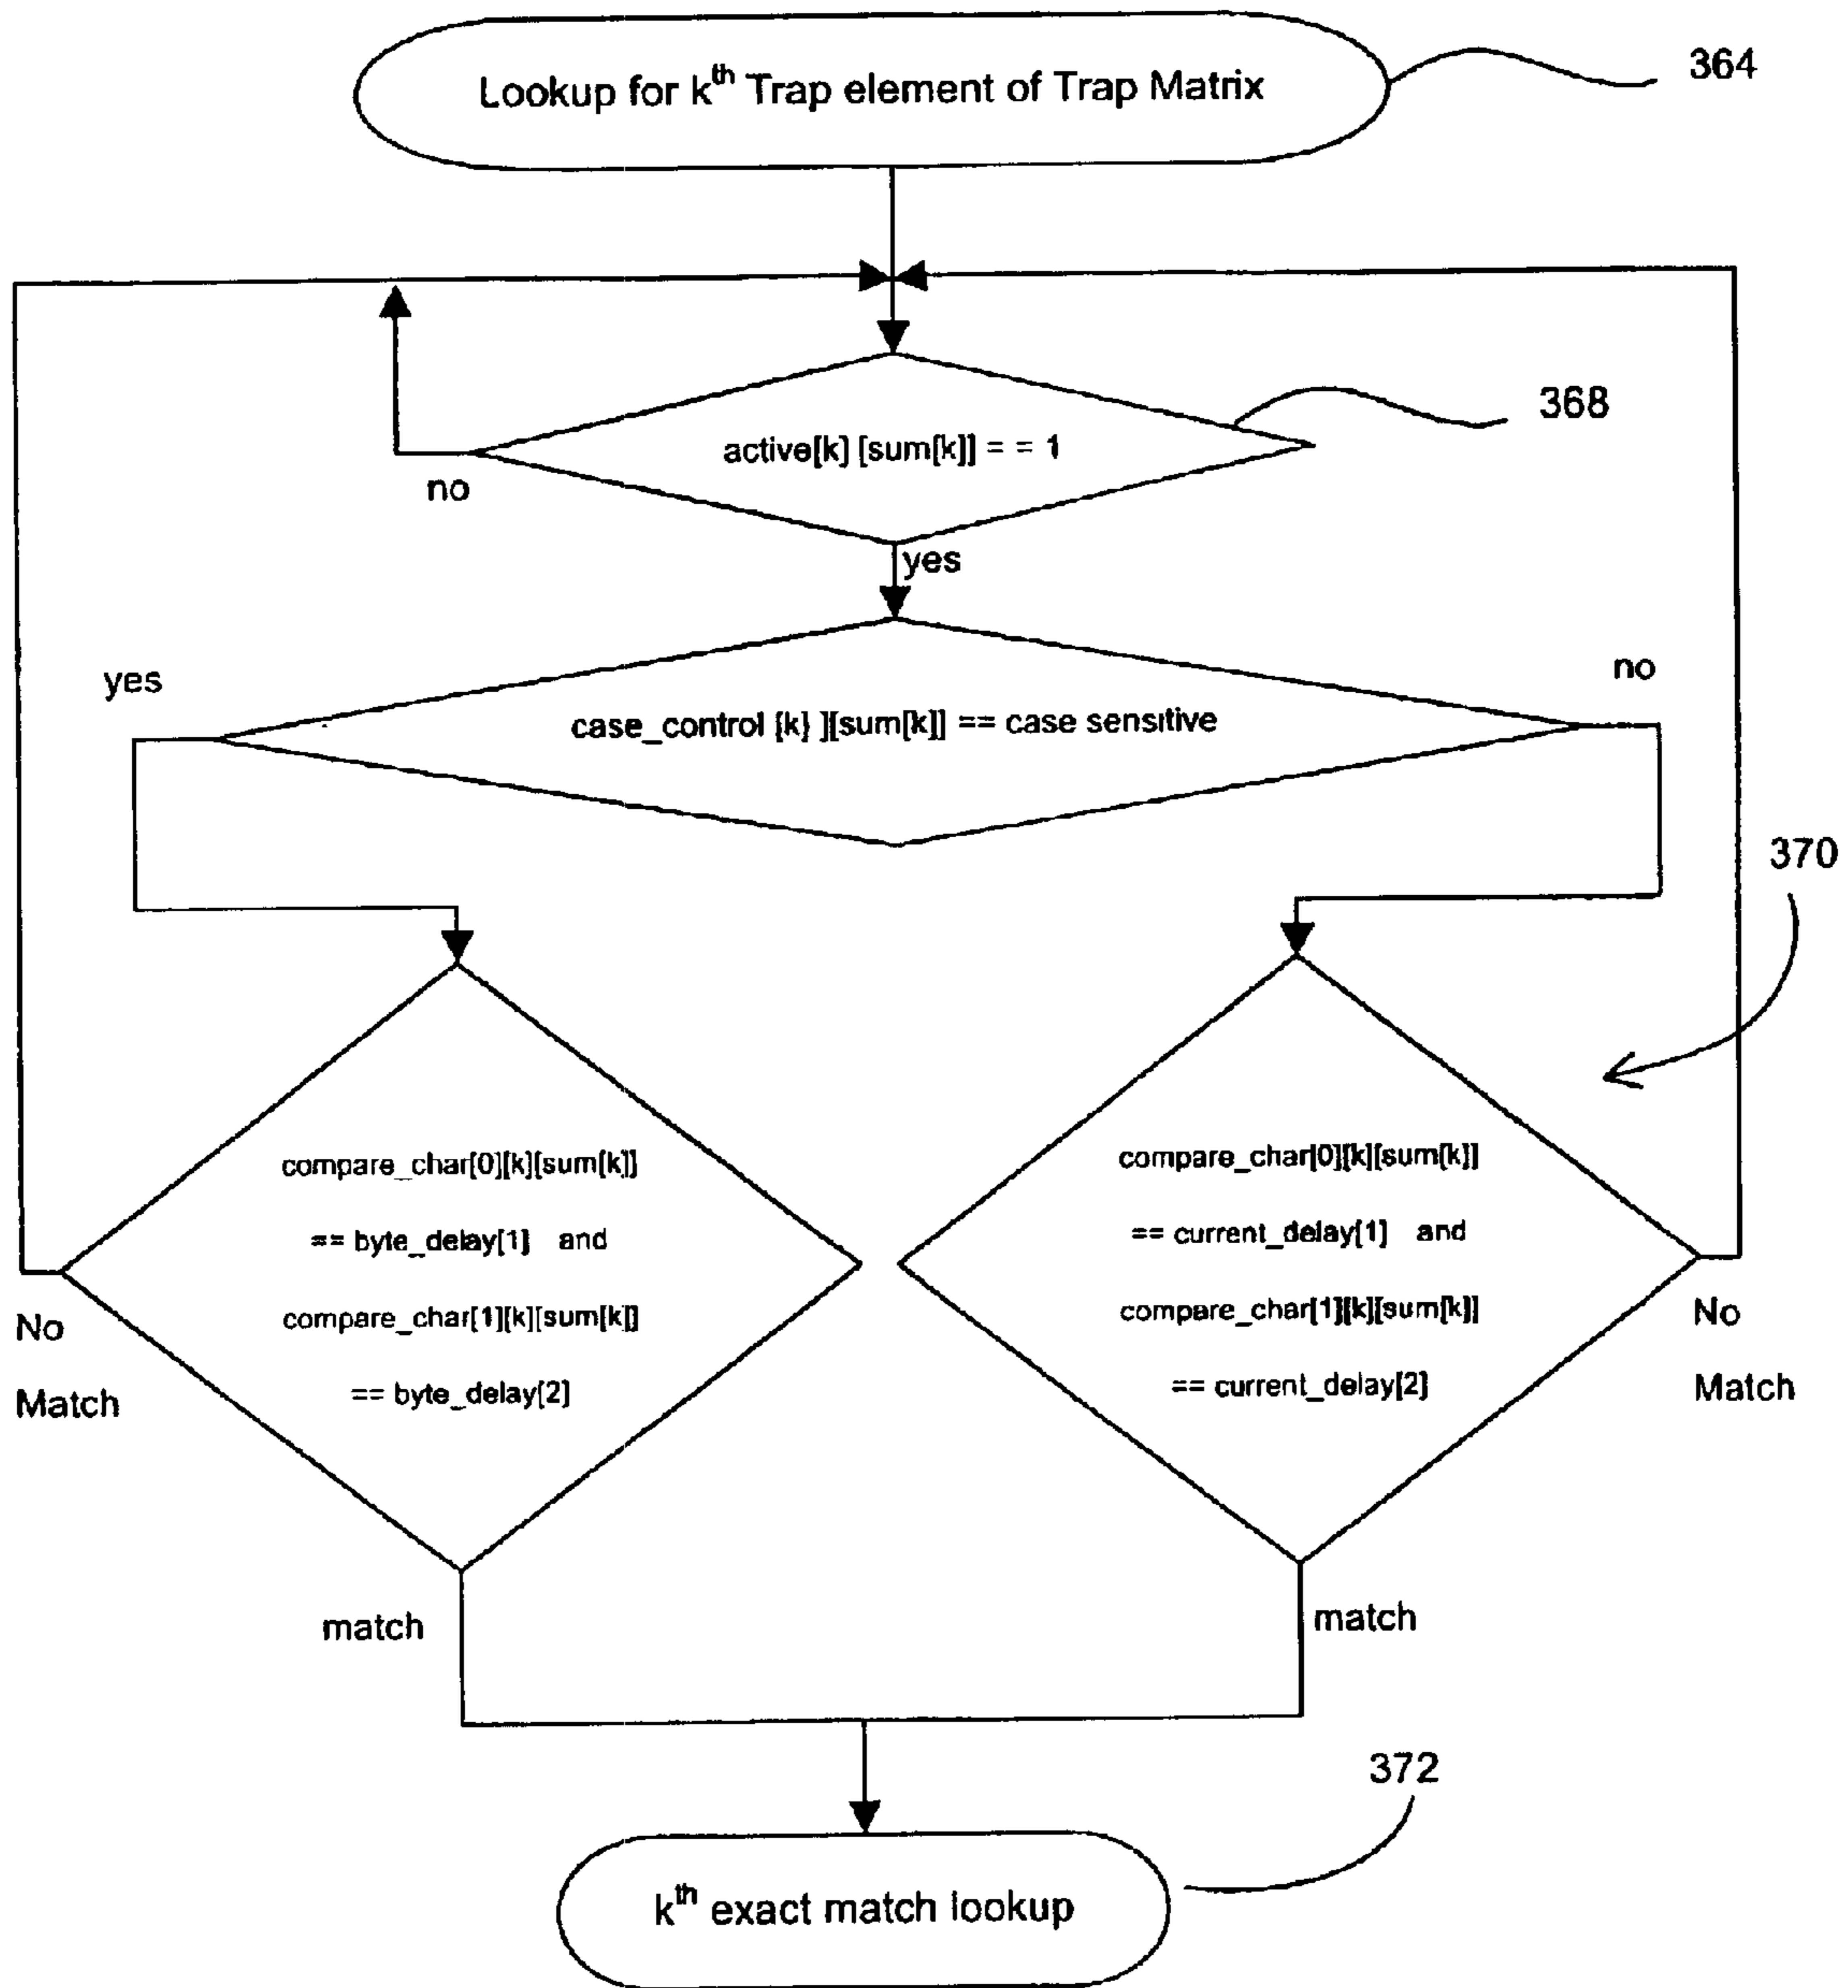 Lookup for kth Trap element of Trap Matrix
364
active[k] [sum[k]] = = 1
368
no
yes
yes
no
case_control [k} ][sum[k]] == case sensitive
370
compare_char[0][k][sum[k]]
== byte_delay[1] and
compare_char[1][k][sum[k]]
== byte_delay[2]
No
Match
compare_char[0][k][sum[k]]
== current_delay[1] and
compare_char[1][k][sum[k]]
== current_delay[2]
No
Match
match
match
372
kth exact match lookup